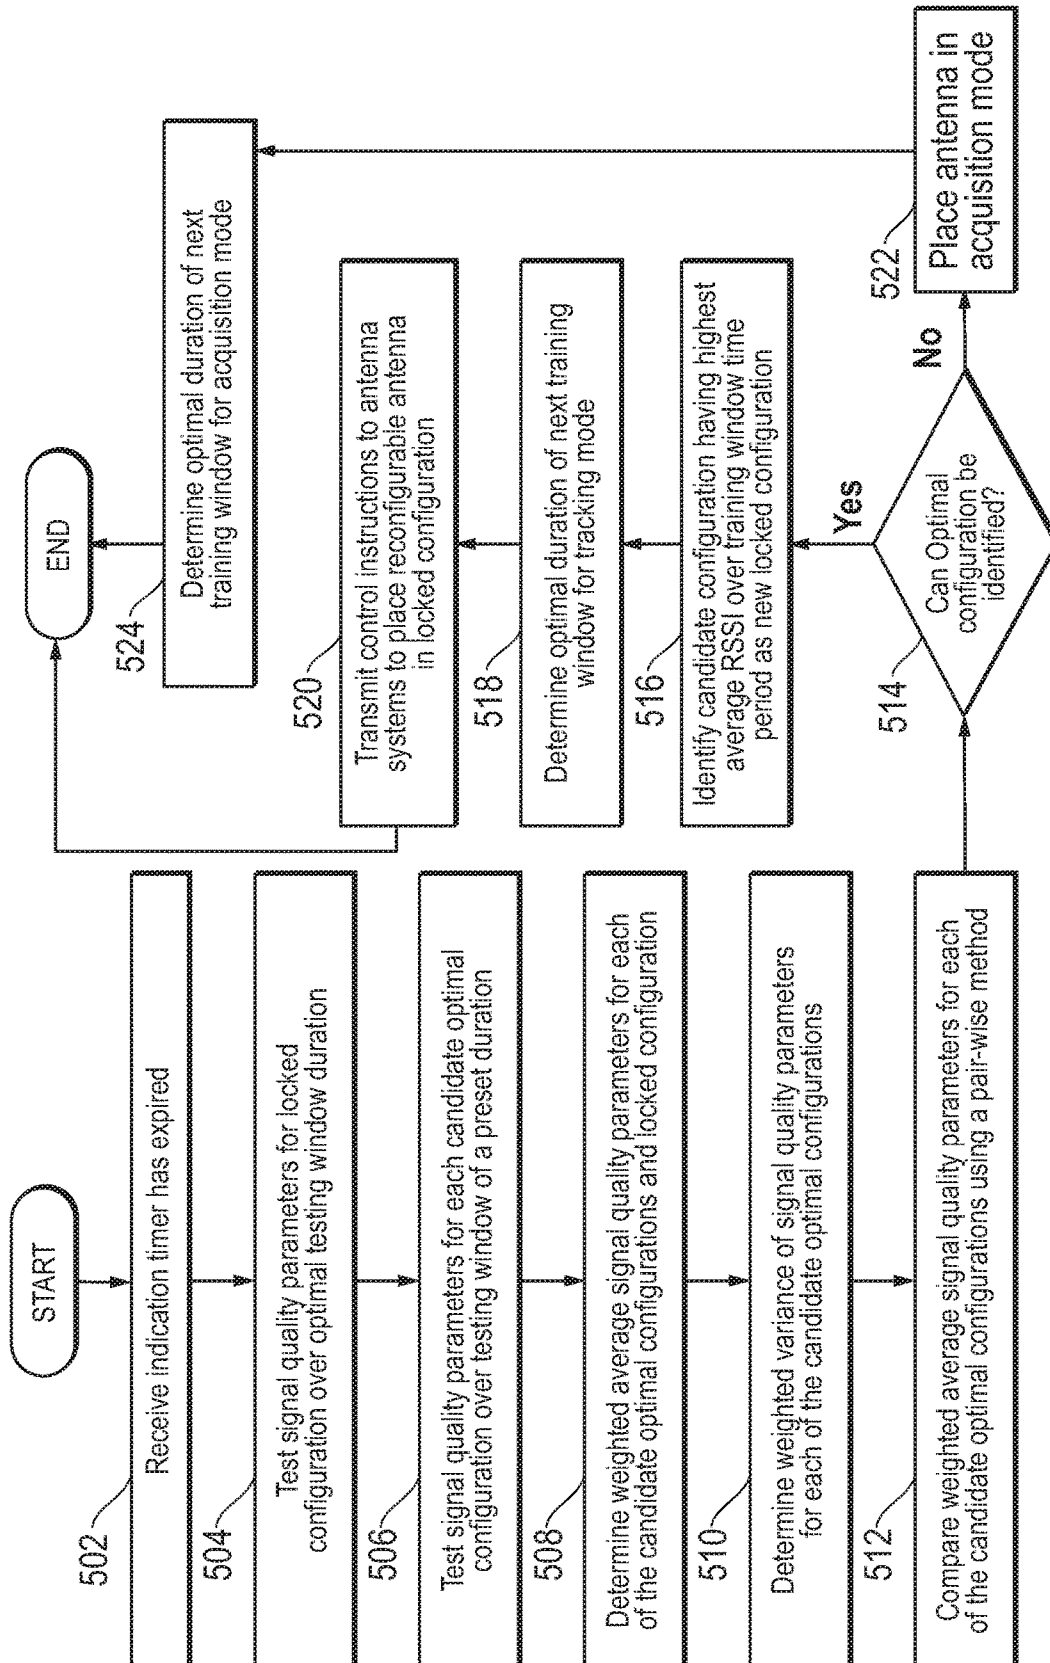 START
502
Receive indication timer has expired
504
Test signal quality parameters for locked
configuration over optimal testing window duration
506
Test signal quality parameters for each candidate optimal
configuration over testing window of a preset duration
508
Determine weighted average signal quality parameters for each
of the candidate optimal configurations and locked configuration
510
Determine weighted variance of signal quality parameters
for each of the candidate optimal configurations
512
Compare weighted average signal quality parameters for each
of the candidate optimal configurations using a pair-wise method
514
Can Optimal
configuration be
identified?
Yes
No
516
Identify candidate configuration having highest
average RSSI over training window time
period as new locked configuration
518
Determine optimal duration of next training
window for tracking mode
520
Transmit control instructions to antenna
systems to place reconfigurable antenna
in locked configuration
522
Place antenna in
acquisition mode
524
Determine optimal duration of next
training window for acquisition mode
END